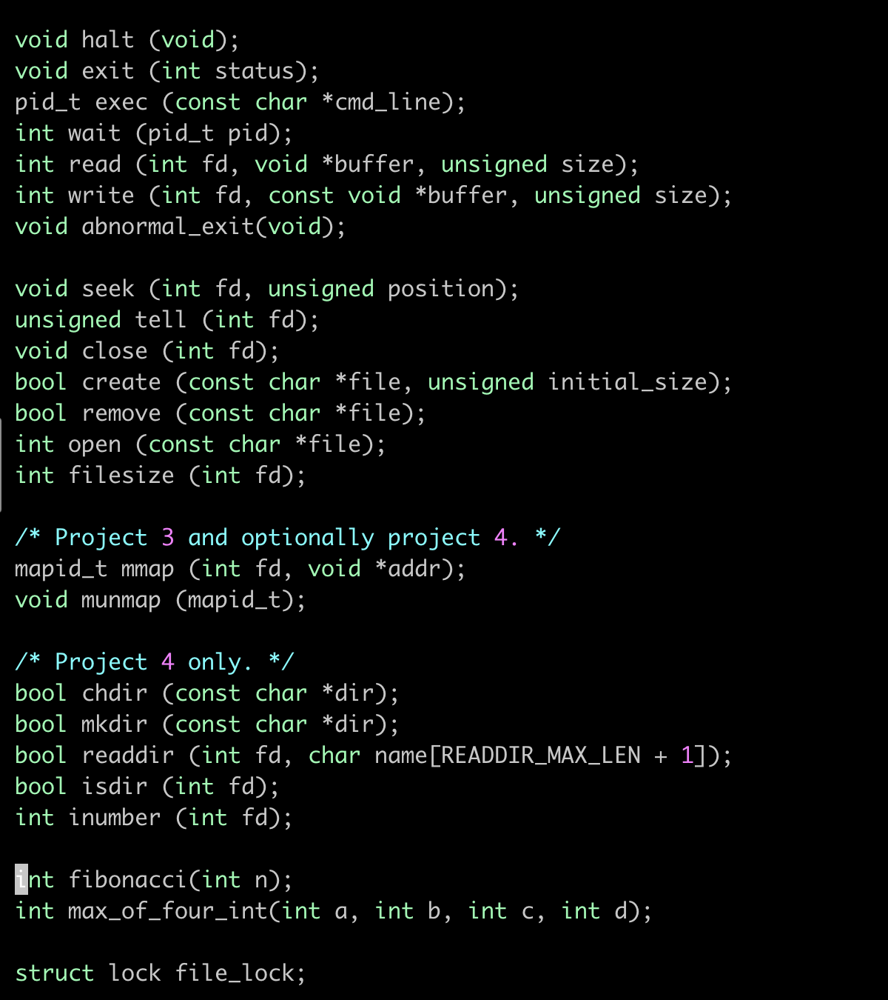 void halt (void);
void exit (int status);
pid_t exec (const char *cmd_line);
int wait (pid_t pid);
int read (int fd, void *buffer, unsigned size);
int write (int fd, const void *buffer, unsigned size);
void abnormal_exit(void);

void seek (int fd, unsigned position);
unsigned tell (int fd);
void close (int fd);
bool create (const char *file, unsigned initial_size);
bool remove (const char *file);
int open (const char *file);
int filesize (int fd);

/* Project 3 and optionally project 4. */
mapid_t mmap (int fd, void *addr);
void munmap (mapid_t);

/* Project 4 only. */
bool chdir (const char *dir);
bool mkdir (const char *dir);
bool readdir (int fd, char name[READDIR_MAX_LEN + 1]);
bool isdir (int fd);
int inumber (int fd);

int fibonacci(int n);
int max_of_four_int(int a, int b, int c, int d);

struct lock file_lock;